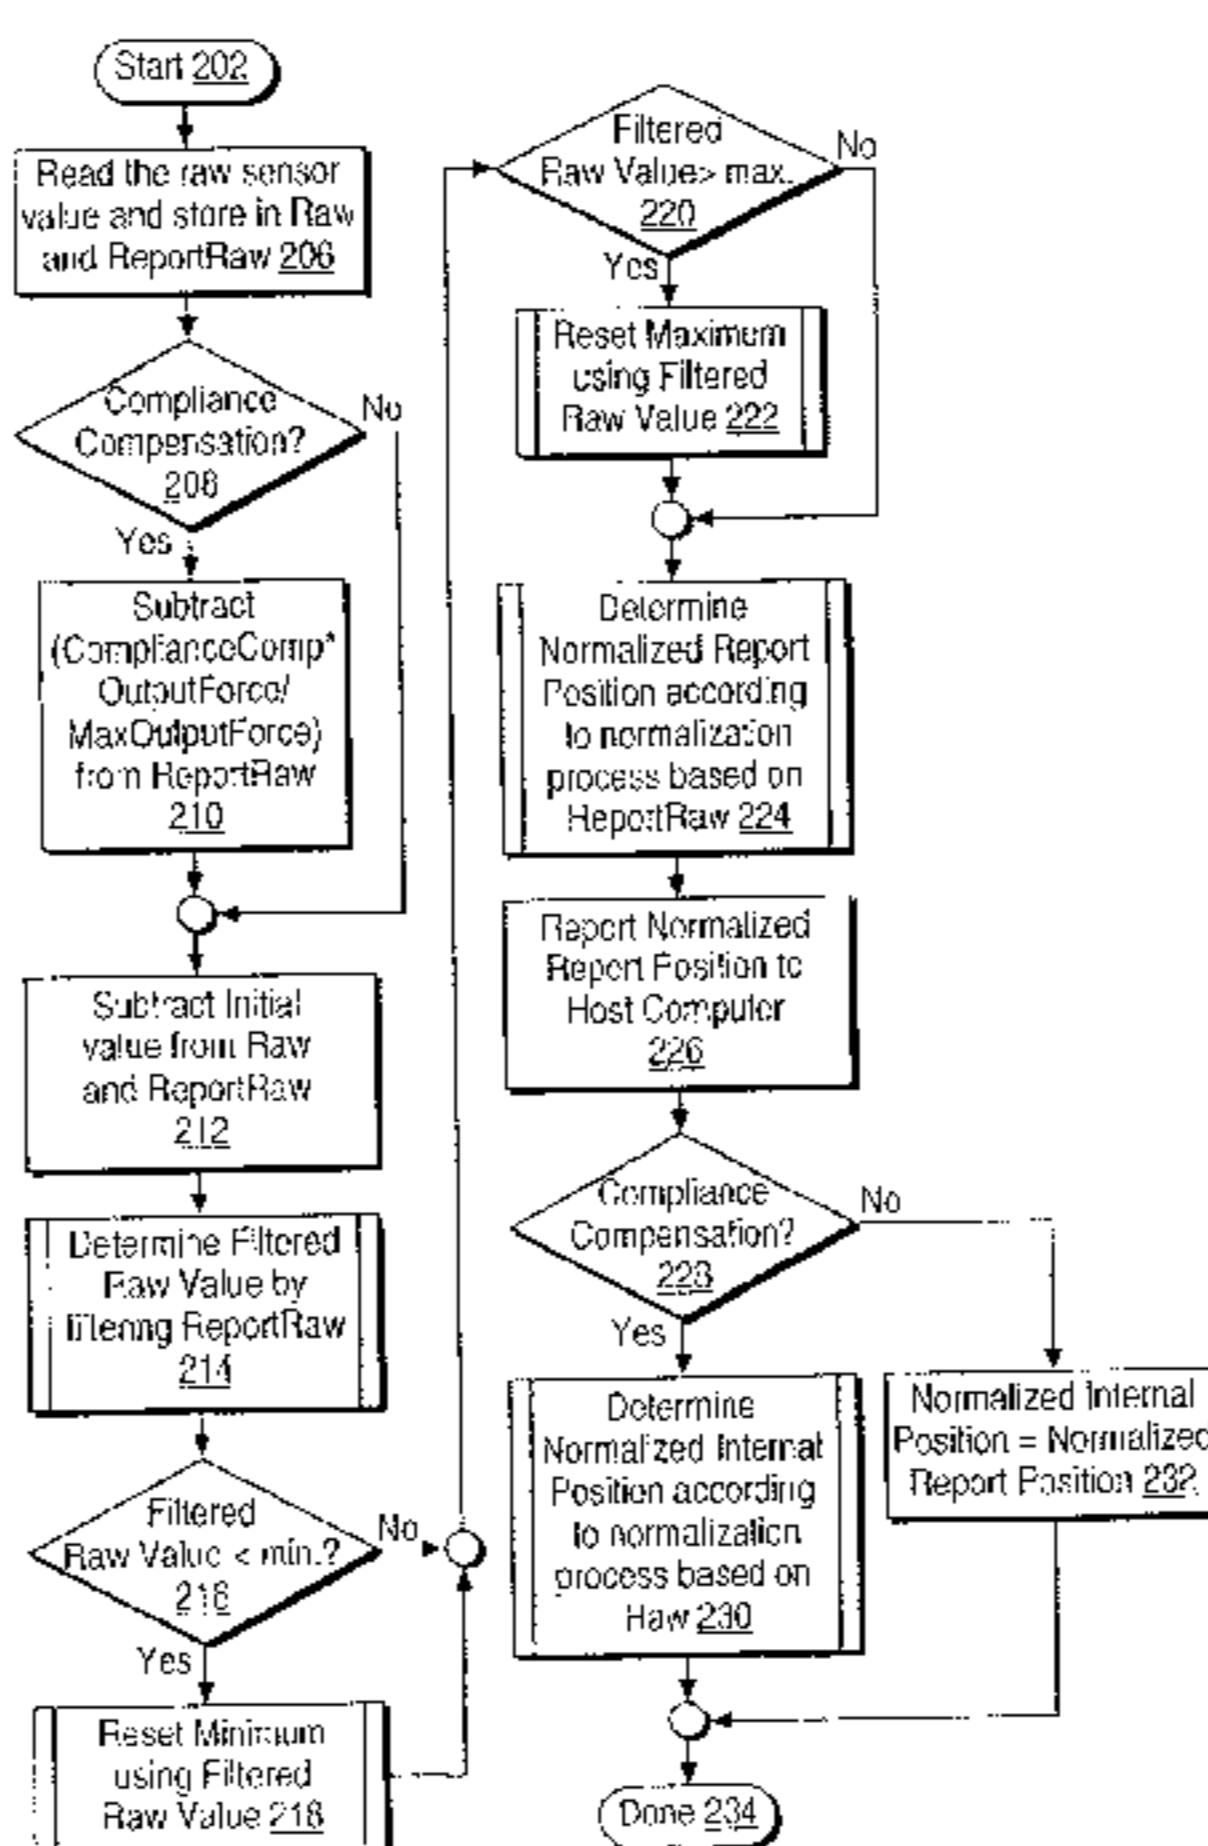 Start 202
Read the raw sensor
value and store in Raw
and ReportRaw 206
Compliance
Compensation?
208
No
Yes
Subtract
(ComplianceComp*
OutputForce/
MaxOutputForce)
from ReportRaw
210
Subtract Initial
value from Raw
and ReportRaw
212
Determine Filtered
Raw Value by
filtering ReportRaw
214
Filtered
Raw Value < min.?
216
No
Yes
Reset Minimum
using Filtered
Raw Value 218
Filtered
Raw Value> max.
220
No
Yes
Reset Maximum
using Filtered
Raw Value 222
Determine
Normalized Report
Position according
to normalization
process based on
ReportRaw 224
Report Normalized
Report Position to
Host Computer
226
Compliance
Compensation?
228
No
Yes
Determine
Normalized Internal
Position according
to normalization
process based on
Raw 230
Normalized Internal
Position = Normalized
Report Position 232
Done 234